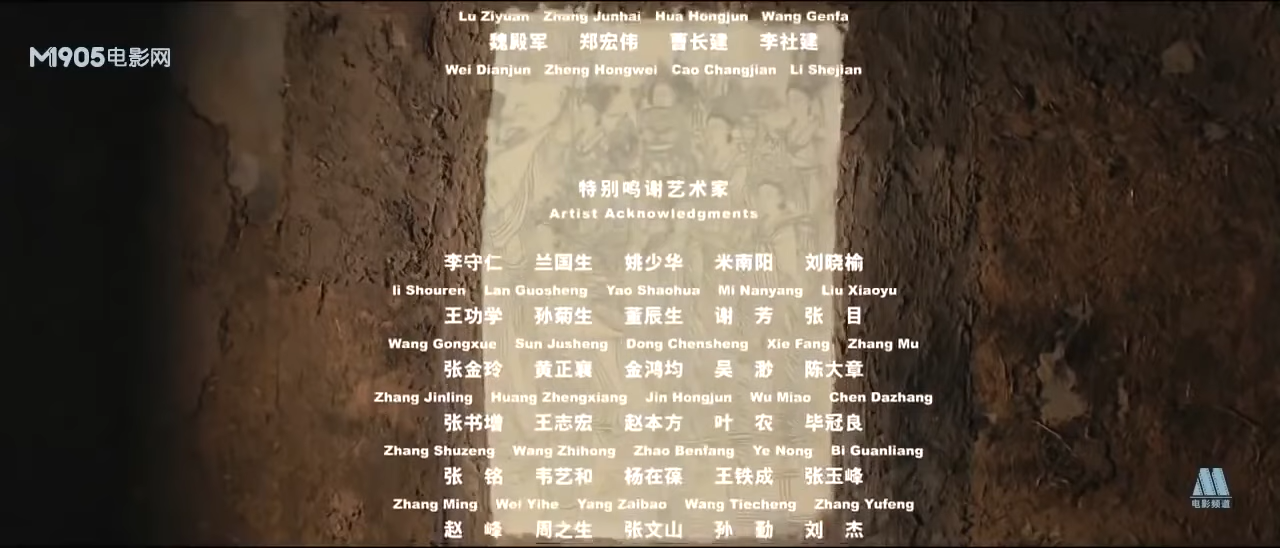 Lu Ziyuan Zhang Junhai Hua Hongjun Wang Genfa
魏殿军 郑宏伟 曹长建 李社建
Wei Dianjun Zheng Hongwei Cao Changjian Li Shejian
M1905电影网
特别鸣谢艺术家
Artist Acknowledgments
李守仁 兰国生 姚少华 米南阳 刘晓榆
li Shouren Lan Guosheng Yao Shaohua Mi Nanyang Liu Xiaoyu
王功学 孙菊生 董辰生 谢 芳 张 目
Wang Gongxue Sun Jusheng Dong Chensheng Xie Fang Zhang Mu
张金玲 黄正襄 金鸿均 吴 渺 陈大章
Zhang Jinling Huang Zhengxiang Jin Hongjun Wu Miao Chen Dazhang
张书增 王志宏 赵本方 叶 农 毕冠良
Zhang Shuzeng Wang Zhihong Zhao Benfang Ye Nong Bi Guanliang
张 铭 韦艺和 杨在葆 王铁成 张玉峰
Zhang Ming Wei Yihe Yang Zaibao Wang Tiecheng Zhang Yufeng
电影频道
赵 峰 周之生 张文山 孙 勤 刘 杰